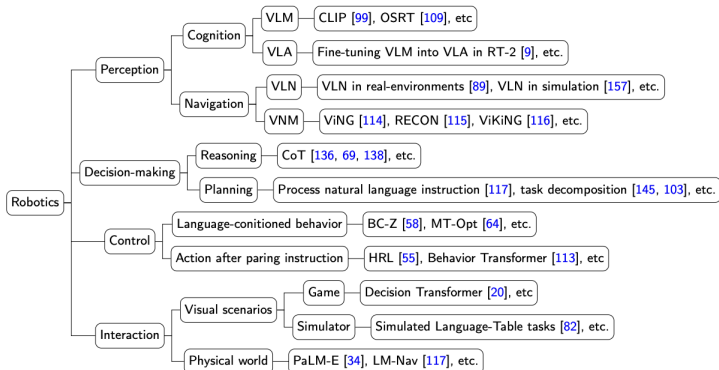 VLM CLIP [99], OSRT [109], etc
Cognition
VLA Fine-tuning VLM into VLA in RT-2 [9], etc.
Perception
VLN VLN in real-environments [89], VLN in simulation [157], etc.
Navigation
VNM ViNG [114], RECON [115], ViKiNG [116], etc.
Reasoning CoT [136, 69, 138], etc.
Decision-making
Planning Process natural language instruction [117], task decomposition [145, 103], etc.
Robotics
Language-conitioned behavior BC-Z [58], MT-Opt [64], etc.
Control
Action after paring instruction HRL [55], Behavior Transformer [113], etc
Game Decision Transformer [20], etc
Visual scenarios
Simulator Simulated Language-Table tasks [82], etc.
Interaction
Physical world PaLM-E [34], LM-Nav [117], etc.